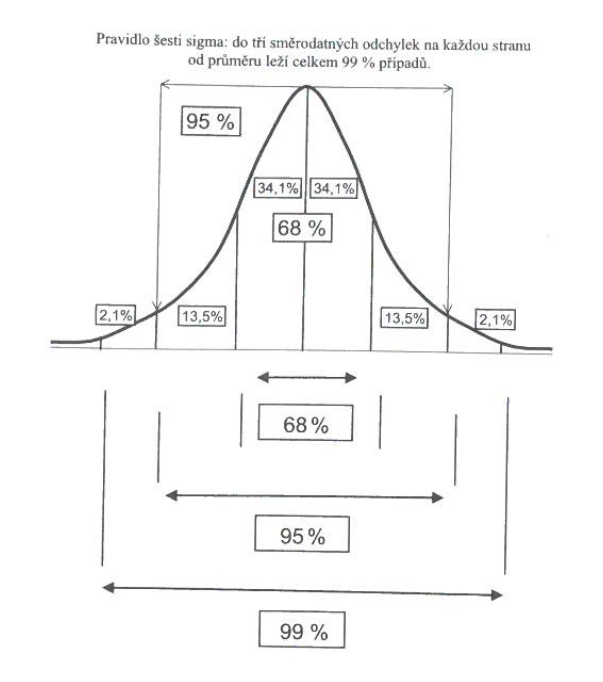 Pravidlo šesti sigma: do tří směrodatných odchylek na každou stranu
od průměru leží celkem 99 % případů.
95 %
34,1% 34,1%
68 %
2,1% 13,5% 13,5% 2,1%
68 %
95 %
99 %